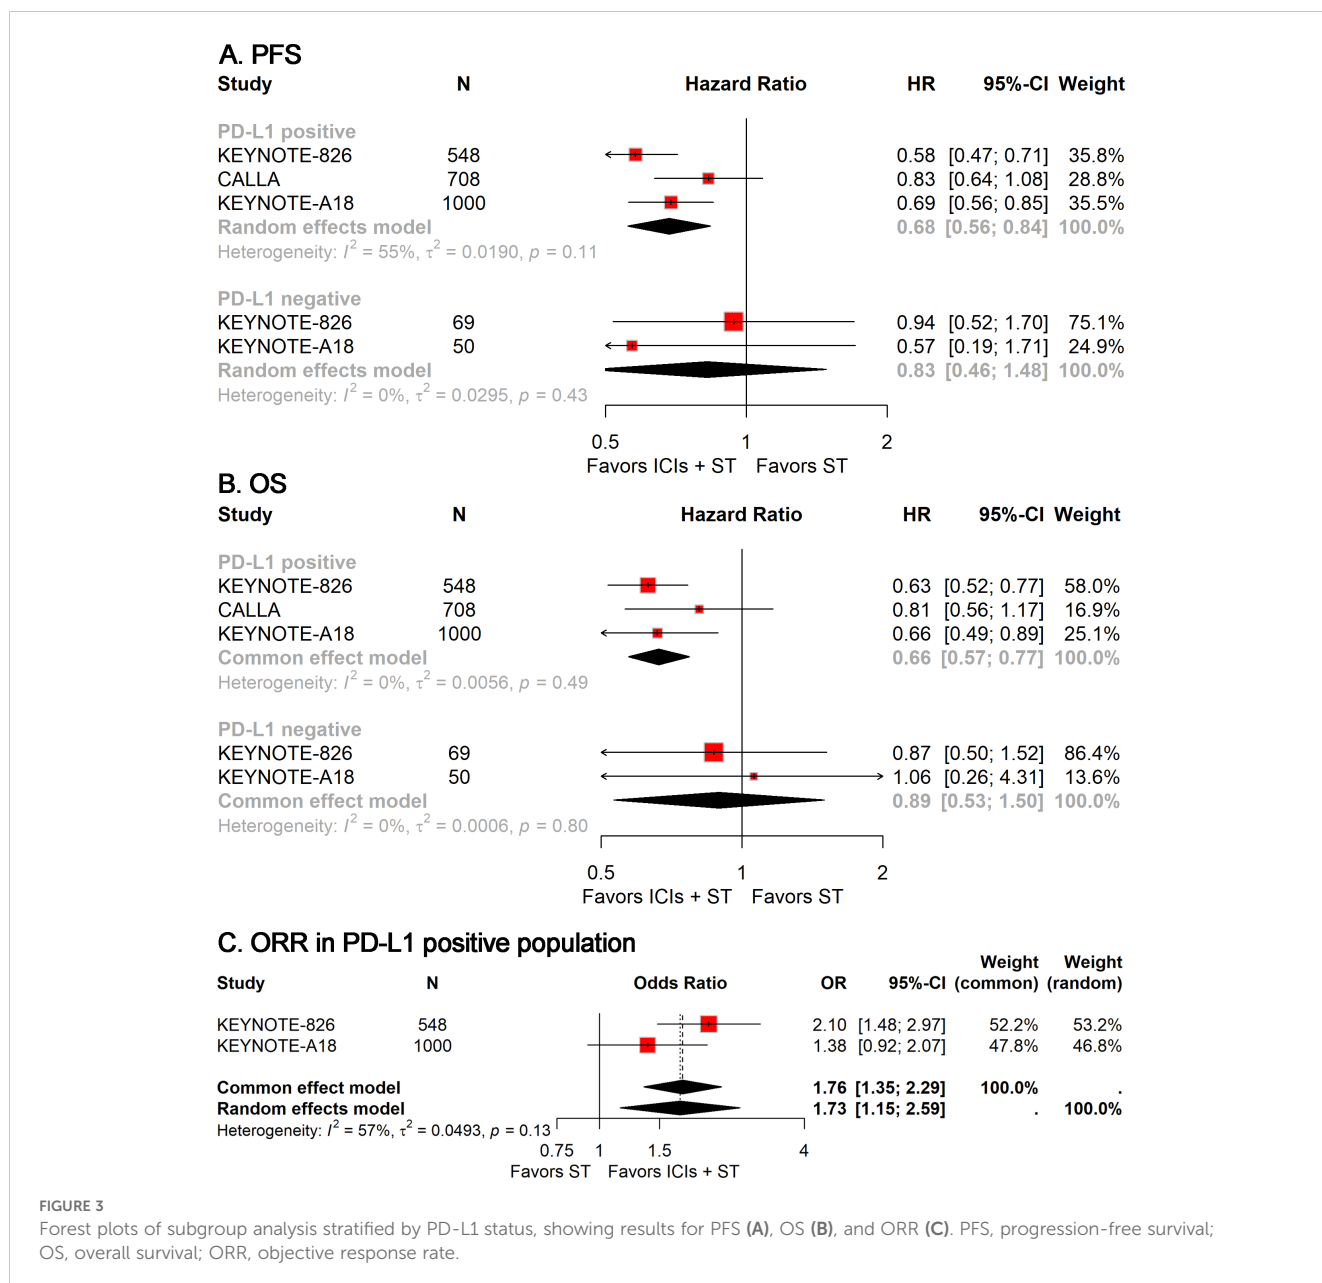 A. PFS
Study N Hazard Ratio HR 95%-CI Weight
PD-L1 positive
KEYNOTE-826 548 0.58 [0.47; 0.71] 35.8%
CALLA 708 0.83 [0.64; 1.08] 28.8%
KEYNOTE-A18 1000 0.69 [0.56; 0.85] 35.5%
Random effects model 0.68 [0.56; 0.84] 100.0%
Heterogeneity: I² = 55%, τ² = 0.0190, p = 0.11
PD-L1 negative
KEYNOTE-826 69 0.94 [0.52; 1.70] 75.1%
KEYNOTE-A18 50 0.57 [0.19; 1.71] 24.9%
Random effects model 0.83 [0.46; 1.48] 100.0%
Heterogeneity: I² = 0%, τ² = 0.0295, p = 0.43
0.5 1 2
Favors ICIs + ST Favors ST
B. OS
Study N Hazard Ratio HR 95%-CI Weight
PD-L1 positive
KEYNOTE-826 548 0.63 [0.52; 0.77] 58.0%
CALLA 708 0.81 [0.56; 1.17] 16.9%
KEYNOTE-A18 1000 0.66 [0.49; 0.89] 25.1%
Common effect model 0.66 [0.57; 0.77] 100.0%
Heterogeneity: I² = 0%, τ² = 0.0056, p = 0.49
PD-L1 negative
KEYNOTE-826 69 0.87 [0.50; 1.52] 86.4%
KEYNOTE-A18 50 1.06 [0.26; 4.31] 13.6%
Common effect model 0.89 [0.53; 1.50] 100.0%
Heterogeneity: I² = 0%, τ² = 0.0006, p = 0.80
0.5 1 2
Favors ICIs + ST Favors ST
C. ORR in PD-L1 positive population
Weight Weight
Study N Odds Ratio OR 95%-CI (common) (random)
KEYNOTE-826 548 2.10 [1.48; 2.97] 52.2% 53.2%
KEYNOTE-A18 1000 1.38 [0.92; 2.07] 47.8% 46.8%
Common effect model 1.76 [1.35; 2.29] 100.0% .
Random effects model 1.73 [1.15; 2.59] . 100.0%
Heterogeneity: I² = 57%, τ² = 0.0493, p = 0.13
0.75 1 1.5 4
Favors ST Favors ICIs + ST
FIGURE 3
Forest plots of subgroup analysis stratified by PD-L1 status, showing results for PFS (A), OS (B), and ORR (C). PFS, progression-free survival;
OS, overall survival; ORR, objective response rate.